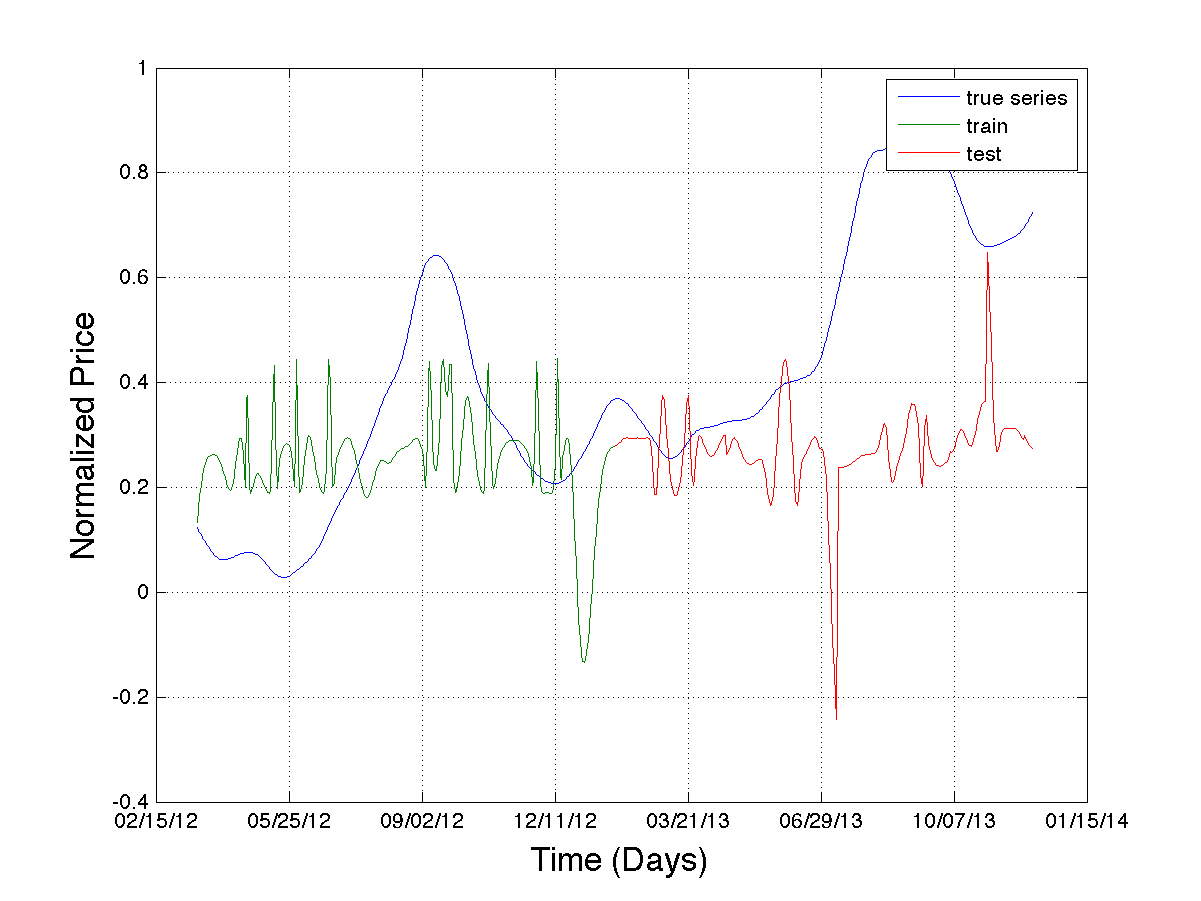 1
0.8
0.6
0.4
0.2
0
-0.2
-0.4
Normalized Price
true series
train
test
02/15/12 05/25/12 09/02/12 12/11/12 03/21/13 06/29/13 10/07/13 01/15/14
Time (Days)